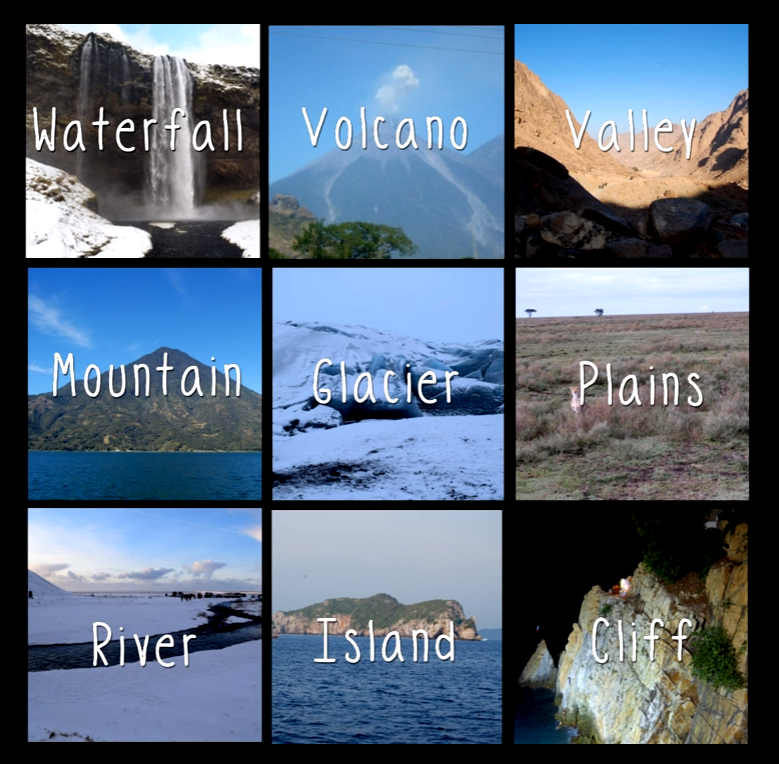 Waterfall
Volcano
Valley
Mountain
Glacier
Plains
River
Island
Cliff